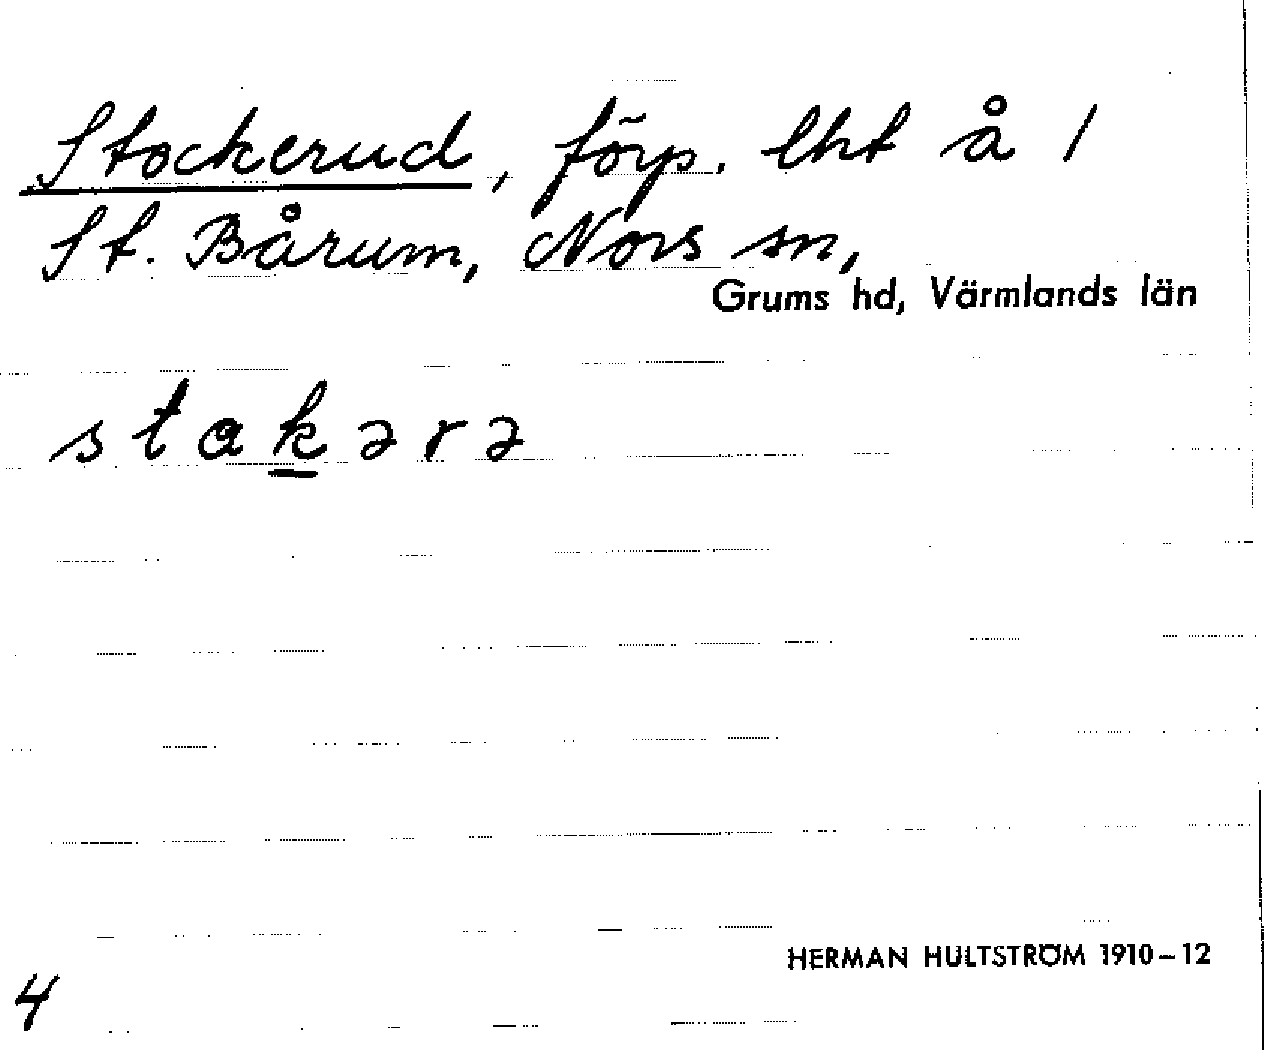 Stockerud, förp. lht å 1
St. Bårum, Nors sn,
Grums hd, Värmlands län
stakərə
HERMAN HULTSTRÖM 1910–12
4